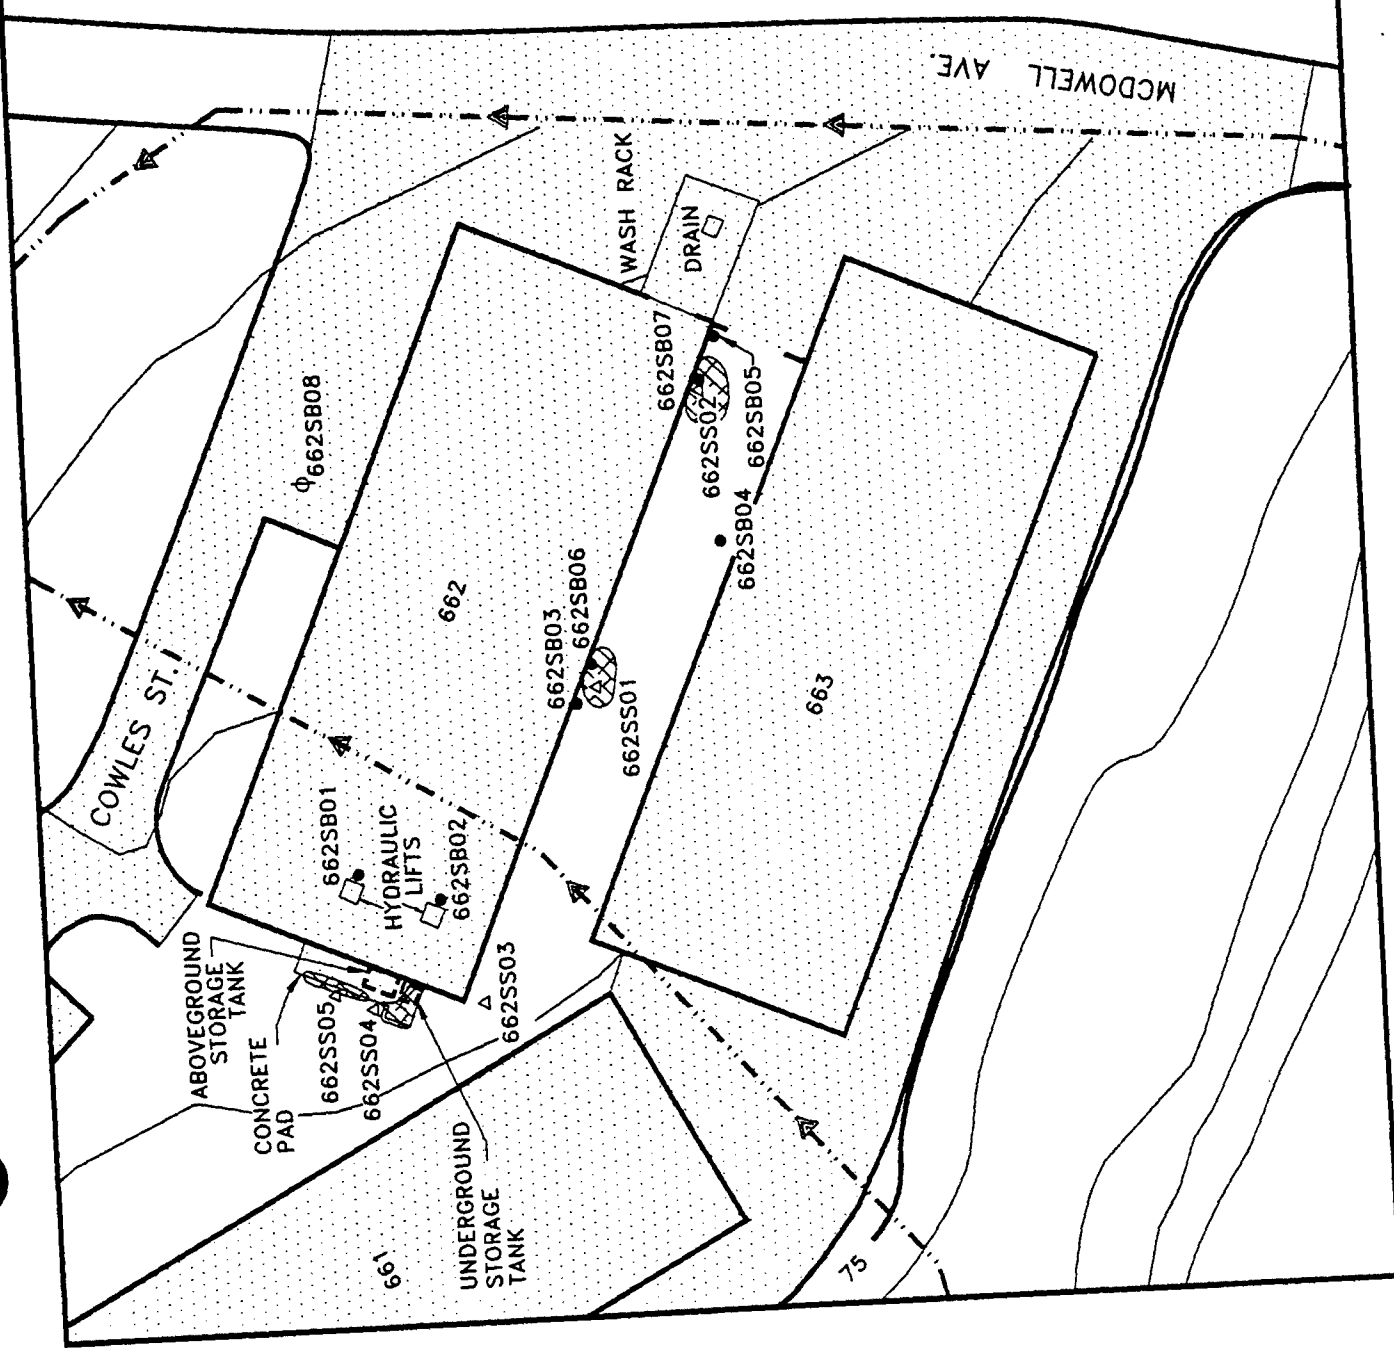 MCDOWELL AVE.
WASH RACK
DRAIN
662SB07
662SS02
662SB05
662SB08
662SB04
662
662SB06
662SB03
662SS01
663
COWLES ST.
662SB01
HYDRAULIC
LIFTS
662SB02
ABOVEGROUND
STORAGE
TANK
CONCRETE
PAD
662SS05
662SS04
662SS03
UNDERGROUND
STORAGE
TANK
661
75